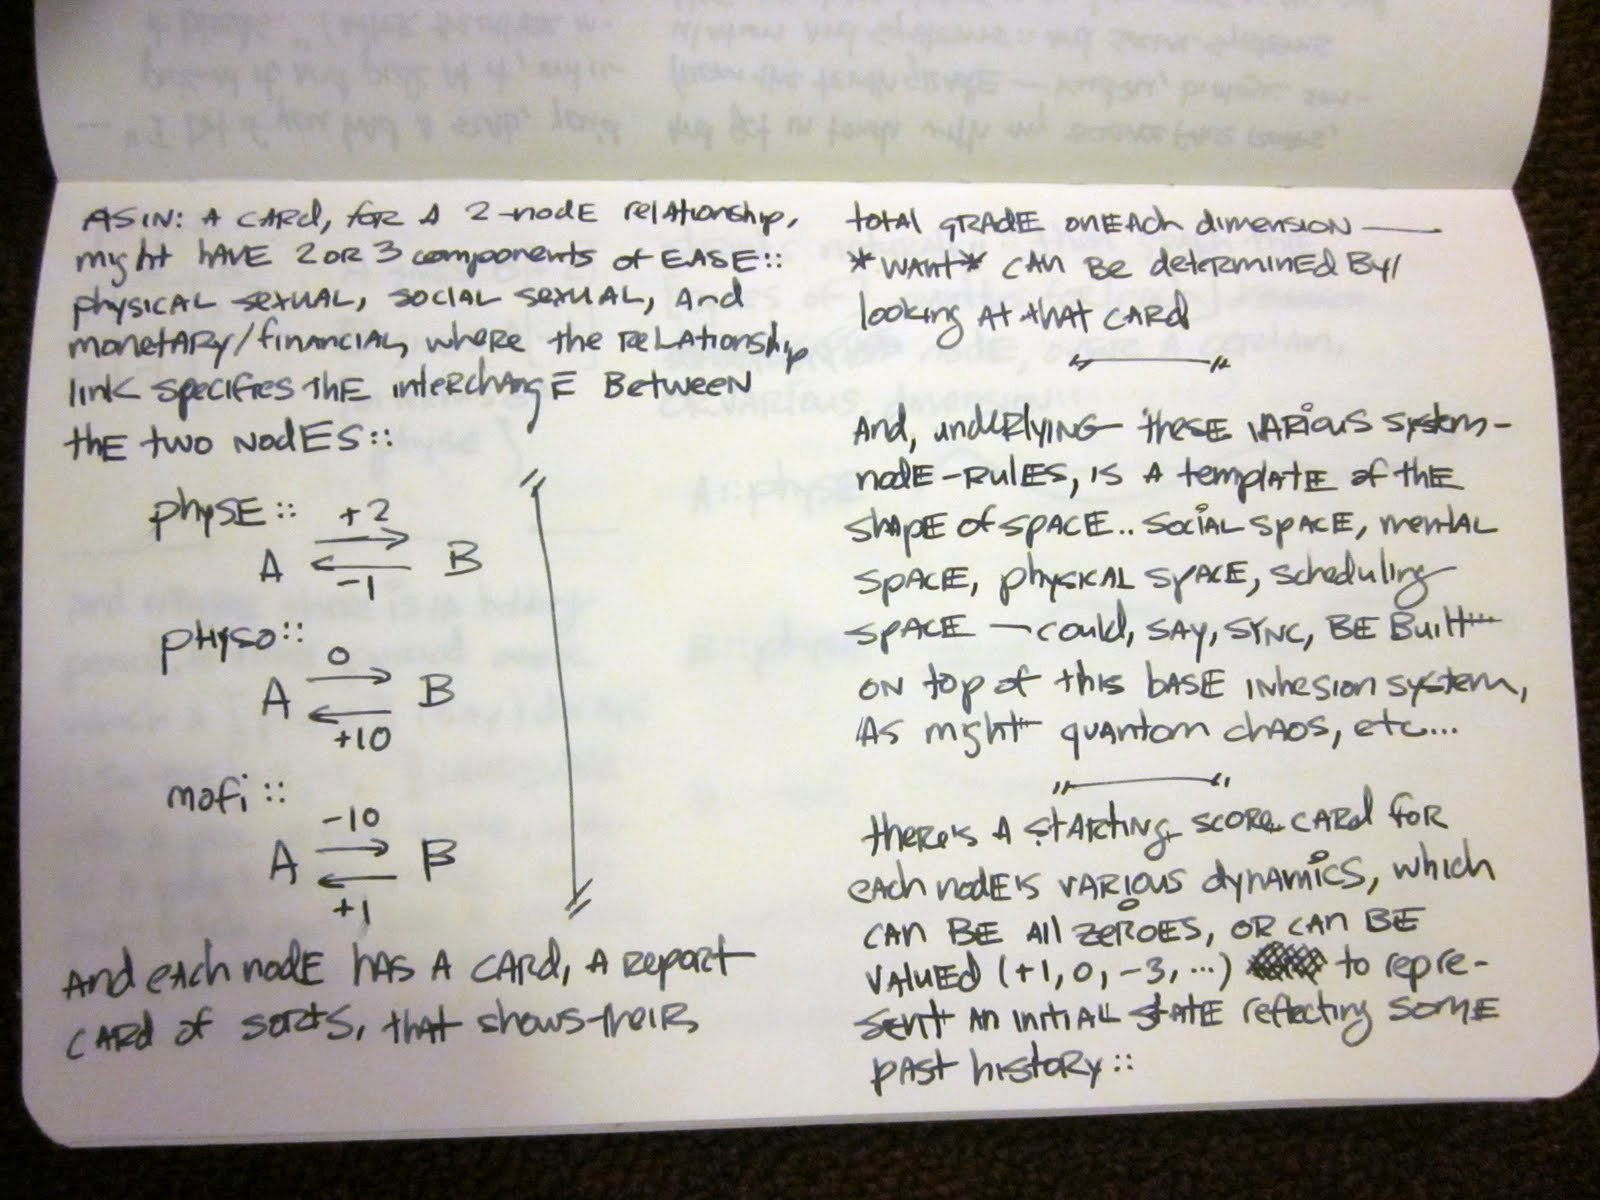 AS IN: A CARd, for A 2-node relationship,
might HAVE 2 OR 3 components of EASE::
physical sexual, social sexual, and
monetary/financial, where the relationship
link specifies the interchange Between
the two nodes::
physe::
+2
A B
-1
physo::
0
A B
+10
mofi::
-10
A B
+1
And each node has a card, a report
card of sorts, that shows their
total GRADE on EACH dimension —
*WANT* CAN BE determined By/
looking At that CARd
" — "
And, underlying these various system-
node-rules, is a template of the
shape of space.. social space, mental
space, physical space, scheduling
space — could, say, sync, be built
on top of this base inhesion system,
As might quantom chaos, etc...
" — "
there's A starting score card for
each node's various dynamics, which
can be all zeroes, or can be
valued (+1, 0, -3, ...) to repre-
sent an initial state reflecting some
past history::